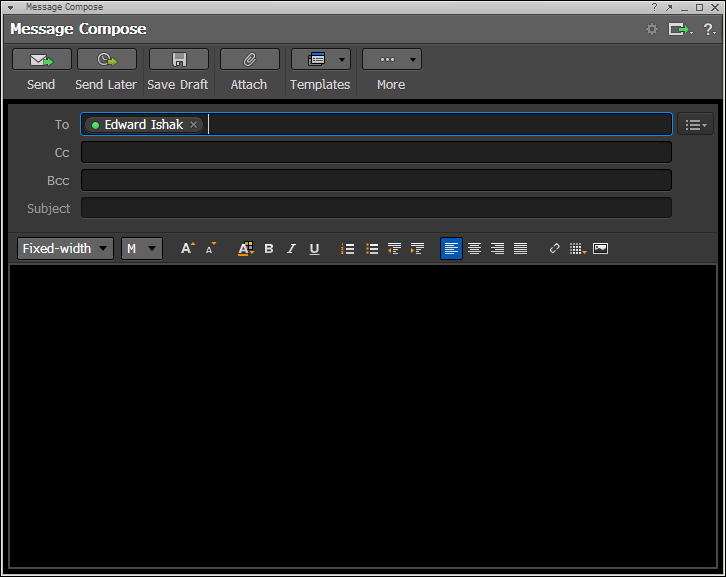 Message Compose
Message Compose
Send Send Later Save Draft Attach Templates More
To Edward Ishak
Cc
Bcc
Subject
Fixed-width M A A A B I U